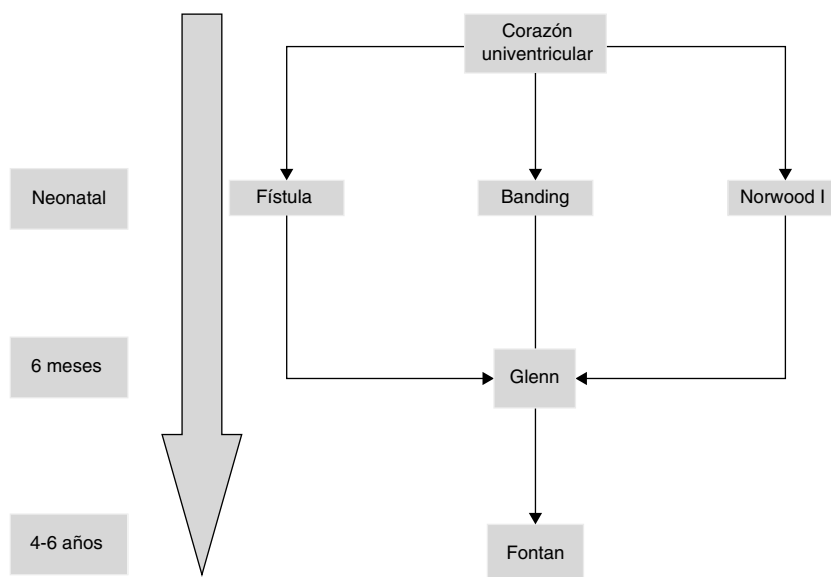 Corazón
univentricular
Neonatal
Fístula
Banding
Norwood I
6 meses
Glenn
4-6 años
Fontan